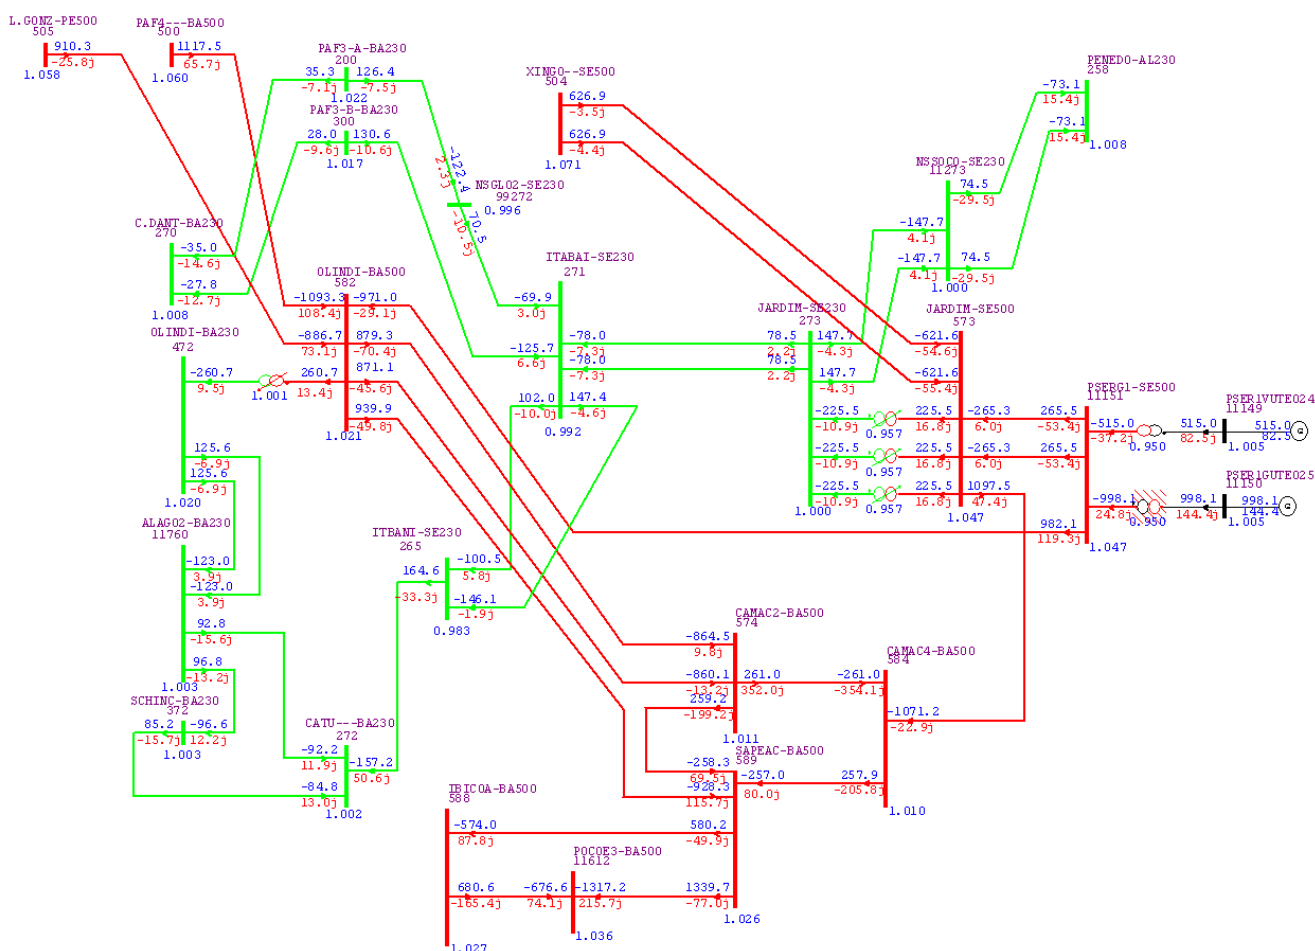 L.GONZ-PE500
505
910.3
-25.8j
1.058
PAF4---BA500
500
1117.5
65.7j
1.060
PAF3-A-BA230
200
35.3
126.4
-7.1j
-7.5j
1.022
PAF3-B-BA230
300
28.0
130.6
-9.6j
-10.6j
1.017
XINGO--SE500
504
626.9
-3.5j
626.9
-4.4j
1.071
PENEDO-AL230
258
-73.1
15.4j
-73.1
15.4j
1.008
-122.4
2.3j
NSGLO2-SE230
99272
0.996
70.5
-10.5j
NSSOCO-SE230
11273
74.5
-29.5j
-147.7
4.1j
-147.7
74.5
4.1j
-29.5j
1.000
C.DANT-BA230
270
-35.0
-14.6j
-27.8
-12.7j
1.008
OLINDI-BA500
582
-1093.3
-971.0
108.4j
-29.1j
-886.7
879.3
73.1j
-70.4j
260.7
871.1
13.4j
-45.6j
939.9
-49.8j
1.021
ITABAI-SE230
271
-69.9
3.0j
-78.0
-7.3j
-125.7
-78.0
6.6j
-7.3j
102.0
147.4
-10.0j
-4.6j
0.992
JARDIM-SE230
273
78.5
147.7
2.2j
-4.3j
78.5
147.7
2.2j
-4.3j
-225.5
-10.9j
0.957
-225.5
-10.9j
0.957
-225.5
-10.9j
0.957
1.000
JARDIM-SE500
573
-621.6
-54.6j
-621.6
-55.4j
225.5
-265.3
16.8j
6.0j
225.5
-265.3
16.8j
6.0j
225.5
1097.5
16.8j
47.4j
1.047
PSERG1-SE500
11151
265.5
-515.0
-53.4j
-37.2j
265.5
-53.4j
-998.1
24.8j
982.1
119.3j
1.047
0.950
0.950
PSER1VUTE024
11149
515.0
515.0
82.5j
82.5
1.005
PSER1GUTE025
11150
998.1
998.1
144.4j
144.4
1.005
OLINDI-BA230
472
-260.7
9.5j
1.001
125.6
-6.9j
125.6
-6.9j
1.020
ALAGO2-BA230
11760
-123.0
3.9j
-123.0
3.9j
92.8
-15.6j
96.8
-13.2j
1.003
SCHINC-BA230
372
85.2
-96.6
-15.7j
12.2j
1.003
ITBANI-SE230
265
164.6
-100.5
-33.3j
5.8j
-146.1
-1.9j
0.983
CATU---BA230
272
-92.2
-157.2
11.9j
50.6j
-84.8
13.0j
1.002
CAMAC2-BA500
574
-864.5
9.8j
-860.1
261.0
-13.2j
352.0j
259.2
-199.2j
1.011
CAMAC4-BA500
584
-261.0
-354.1j
-1071.2
-22.9j
257.9
-205.8j
1.010
SAPEAC-BA500
589
-258.3
-257.0
69.5j
80.0j
-928.3
115.7j
580.2
-49.9j
1339.7
-77.0j
1.026
IBICOA-BA500
588
-574.0
87.8j
680.6
-165.4j
1.027
POCOE3-BA500
11612
-676.6
-1317.2
74.1j
215.7j
1.036